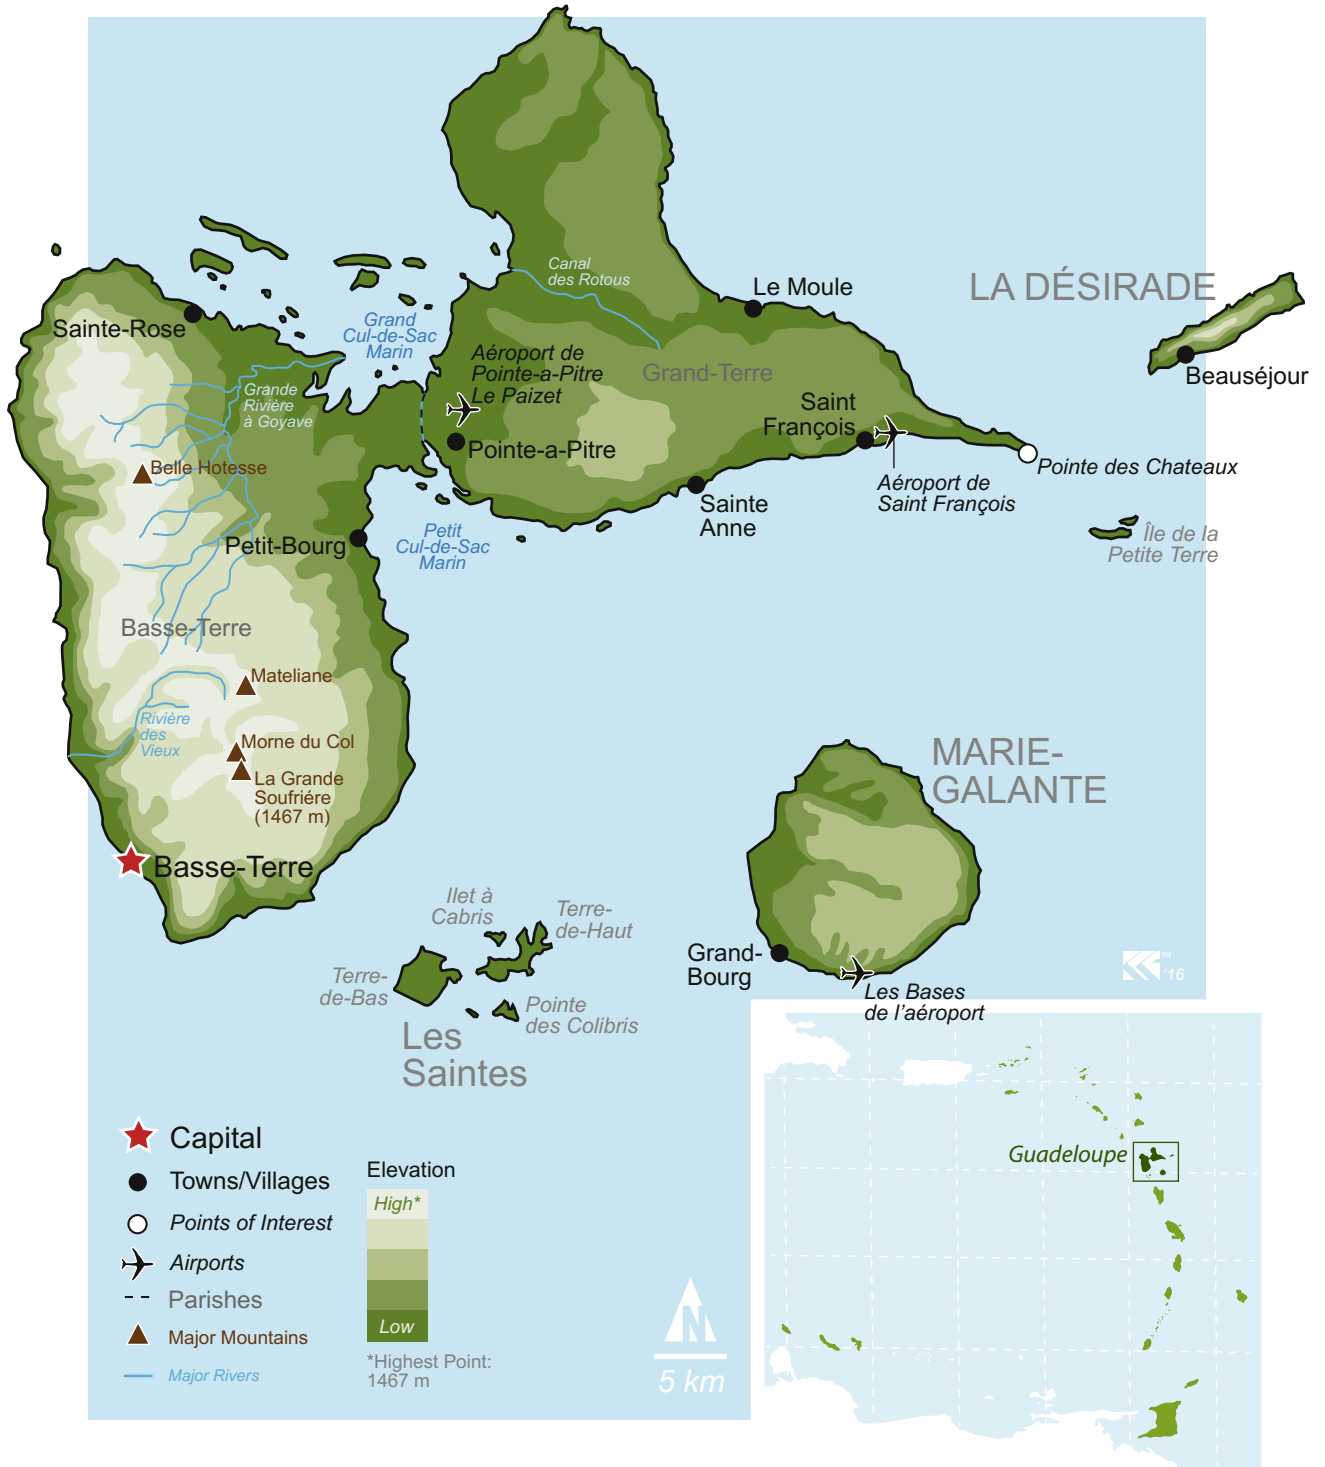 Canal
des Rotous
Le Moule
LA DÉSIRADE
Sainte-Rose
Grand
Cul-de-Sac
Marin
Aéroport de
Pointe-a-Pitre
Le Paizet
Grand-Terre
Beauséjour
Grande
Rivière
à Goyave
Saint
François
Pointe-a-Pitre
Belle Hotesse
Pointe des Chateaux
Aéroport de
Saint François
Sainte
Anne
Petit
Cul-de-Sac
Marin
Petit-Bourg
Île de la
Petite Terre
Basse-Terre
Mateliane
Rivière
des
Vieux
Morne du Col
La Grande
Soufriére
(1467 m)
MARIE-
GALANTE
Basse-Terre
Ilet à
Cabris
Terre-
de-Haut
Terre-
de-Bas
Pointe
des Colibris
Les
Saintes
Grand-
Bourg
Les Bases
de l'aéroport
TM
'16
Capital
Towns/Villages
Points of Interest
Airports
Parishes
Major Mountains
Major Rivers
Elevation
High*
Low
*Highest Point:
1467 m
N
5 km
Guadeloupe